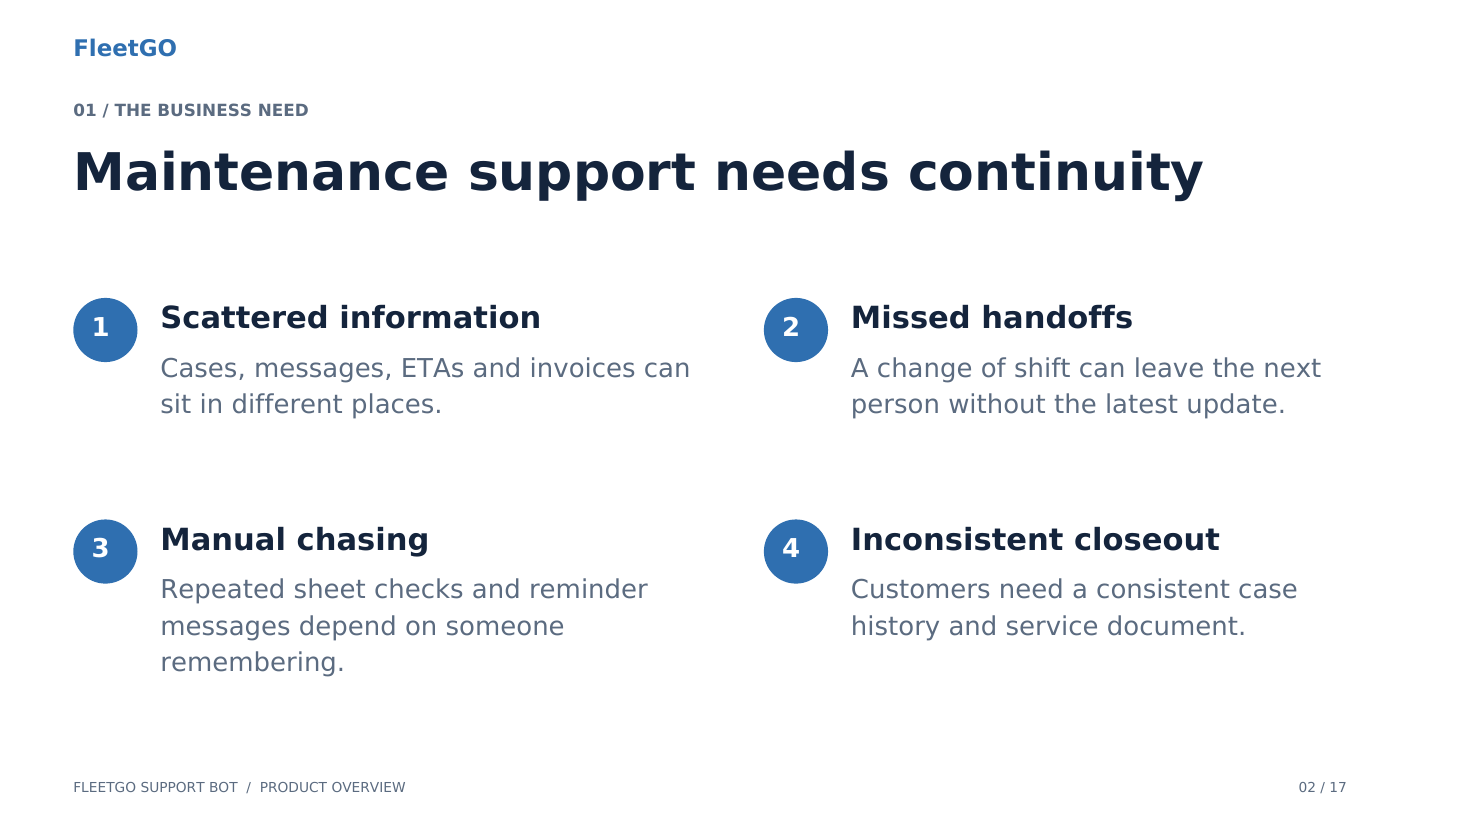 FleetGO
01 / THE BUSINESS NEED
Maintenance support needs continuity
1
Scattered information
Cases, messages, ETAs and invoices can
sit in different places.
2
Missed handoffs
A change of shift can leave the next
person without the latest update.
3
Manual chasing
Repeated sheet checks and reminder
messages depend on someone
remembering.
4
Inconsistent closeout
Customers need a consistent case
history and service document.
FLEETGO SUPPORT BOT / PRODUCT OVERVIEW
02 / 17